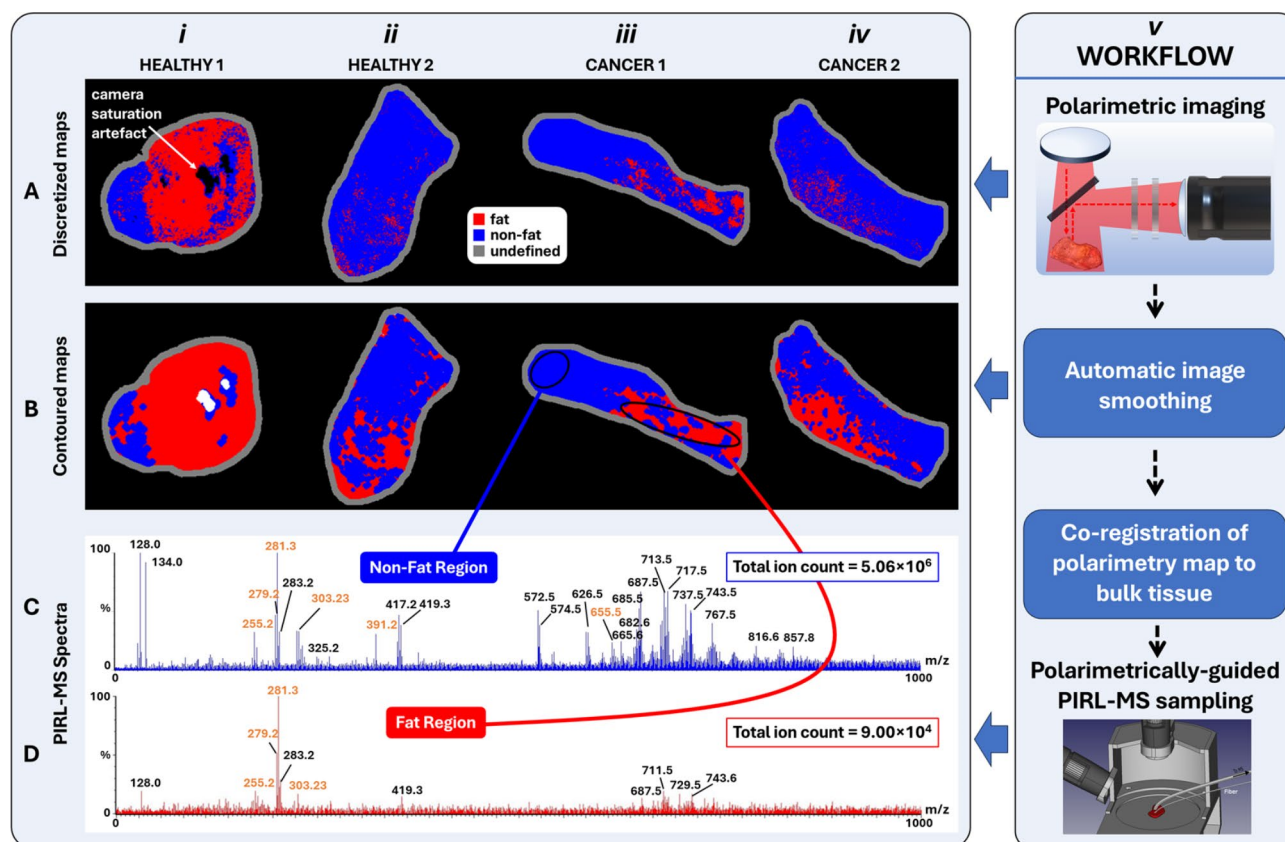 i
ii
iii
iv
HEALTHY 1
HEALTHY 2
CANCER 1
CANCER 2
A
Discretized maps
camera
saturation
artefact
fat
non-fat
undefined
B
Contoured maps
PIRL-MS Spectra
C
100
%
0
128.0
134.0
281.3
279.2
283.2
303.23
255.2
325.2
391.2
417.2
419.3
Non-Fat Region
Total ion count = 5.06×10⁶
572.5
574.5
626.5
655.5
665.6
685.5
682.6
687.5
713.5
717.5
737.5
743.5
767.5
816.6
857.8
0
1000
m/z
D
100
%
0
128.0
281.3
279.2
283.2
255.2
303.23
419.3
Fat Region
Total ion count = 9.00×10⁴
687.5
711.5
729.5
743.6
0
1000
m/z
v
WORKFLOW
Polarimetric imaging
Automatic image
smoothing
Co-registration of
polarimetry map to
bulk tissue
Polarimetrically-guided
PIRL-MS sampling
Fiber